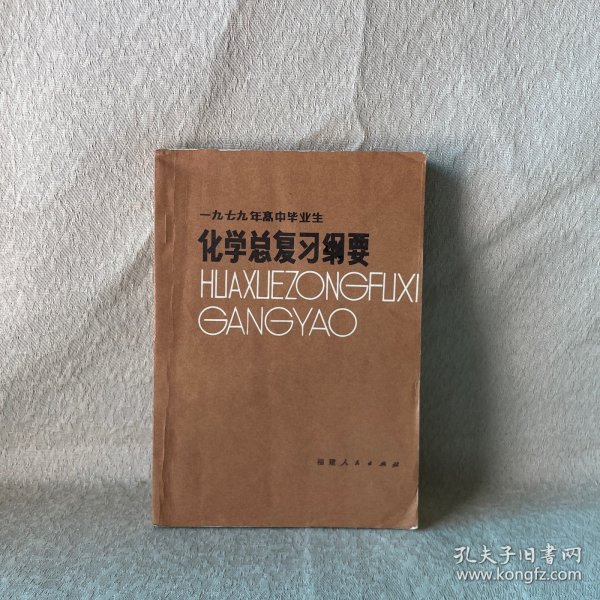 一九七九年高中毕业生
化学总复习纲要
HUAXUEZONGFUXI
GANGYAO
福建人民出版社
孔夫子旧书网
www.kongfz.com